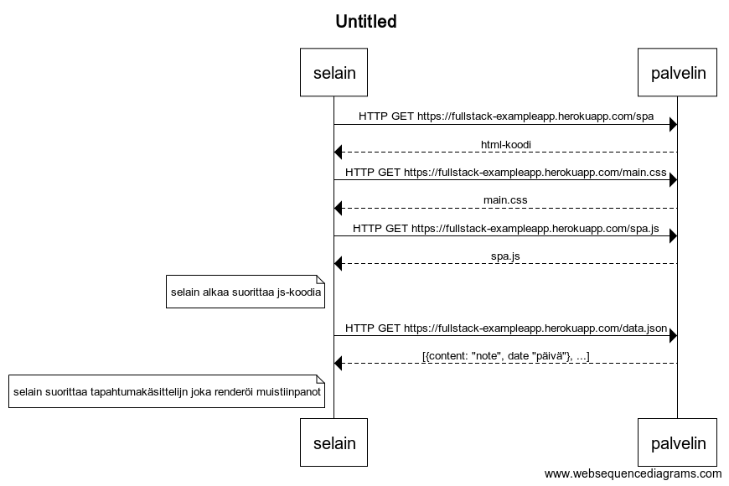 Untitled
selain
palvelin
HTTP GET https://fullstack-exampleapp.herokuapp.com/spa
html-koodi
HTTP GET https://fullstack-exampleapp.herokuapp.com/main.css
main.css
HTTP GET https://fullstack-exampleapp.herokuapp.com/spa.js
spa.js
selain alkaa suorittaa js-koodia
HTTP GET https://fullstack-exampleapp.herokuapp.com/data.json
[{content: "note", date "päivä"}, ...]
selain suorittaa tapahtumakäsittelijn joka renderöi muistiinpanot
selain
palvelin
www.websequencediagrams.com